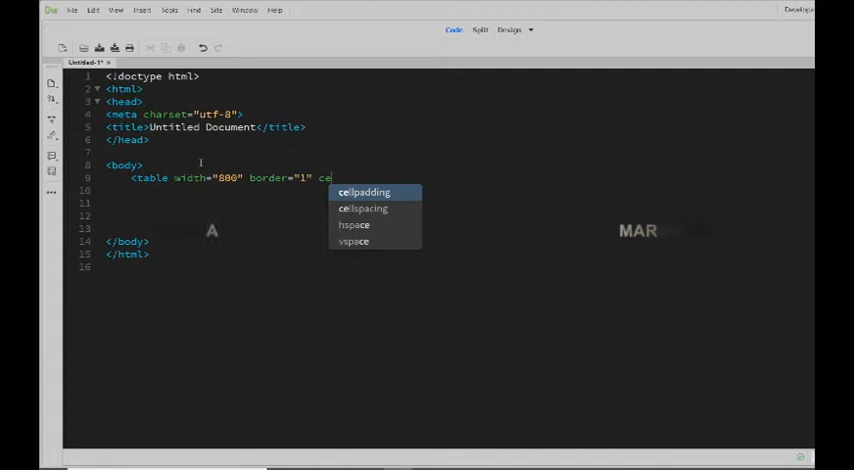 Dw File Edit View Insert Tools Find Site Window Help
Code Split Design
Untitled-1* ×
1 <!doctype html>
2 <html>
3 <head>
4 <meta charset="utf-8">
5 <title>Untitled Document</title>
6 </head>
7
8 <body>
9 <table width="800" border="1" ce
10 cellpadding
11 cellspacing
12 hspace
13 vspace
A
MAR
14 </body>
15 </html>
16